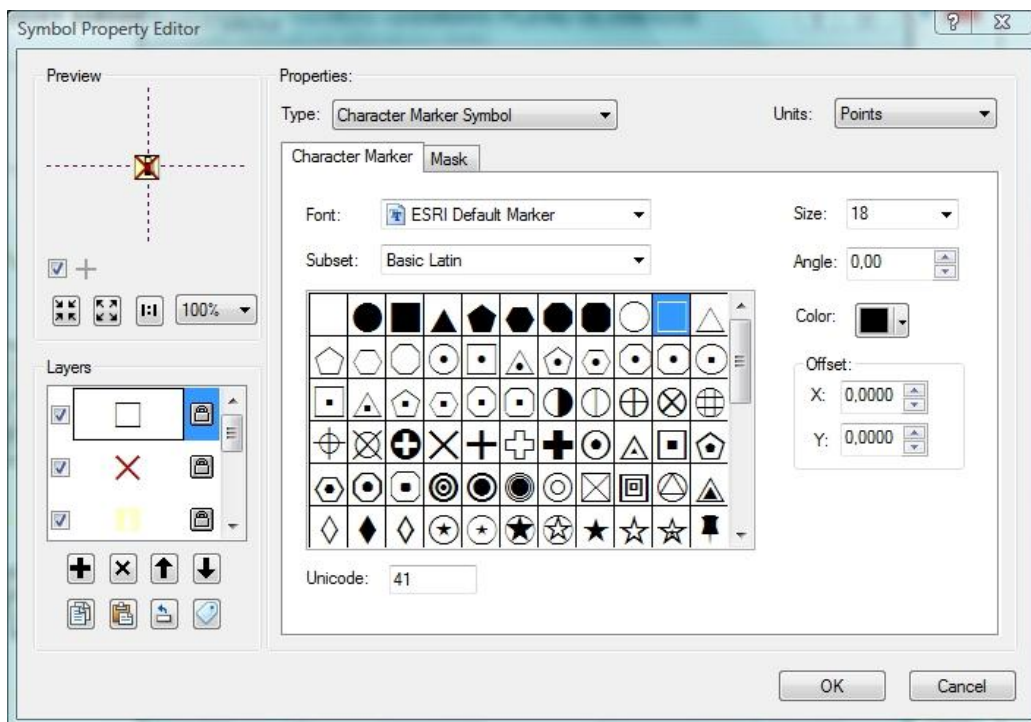 Symbol Property Editor
Preview
Properties:
Type: Character Marker Symbol
Units: Points
Character Marker
Mask
Font: ESRI Default Marker
Size: 18
Subset: Basic Latin
Angle: 0,00
1:1
100%
Color:
Layers
Offset:
X: 0,0000
Y: 0,0000
Unicode: 41
OK
Cancel